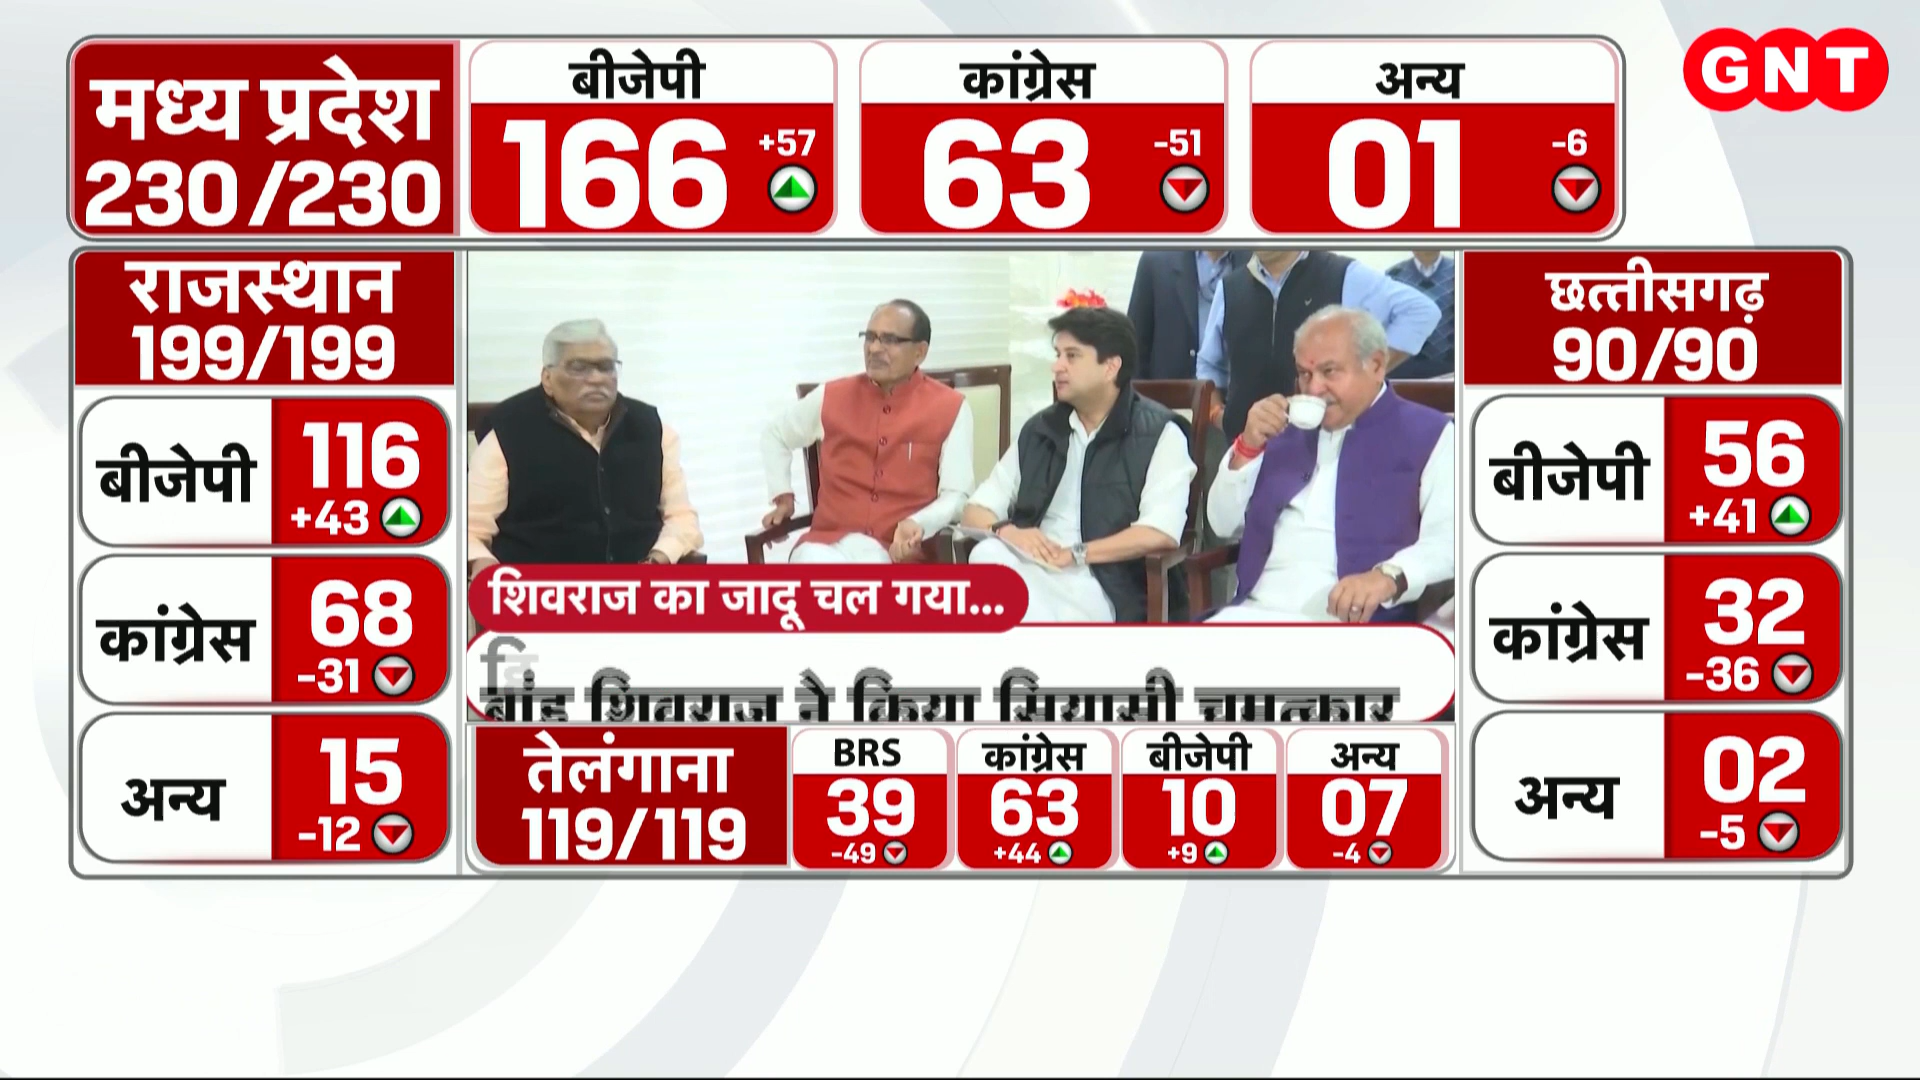 मध्य प्रदेश
230/230
बीजेपी
166
+57
कांग्रेस
63
-51
अन्य
01
-6
GNT
राजस्थान
199/199
बीजेपी
116
+43
कांग्रेस
68
-31
अन्य
15
-12
शिवराज का जादू चल गया...
ब्रांड शिवराज ने किया सियासी चमत्कार
तेलंगाना
119/119
BRS
39
-49
कांग्रेस
63
+44
बीजेपी
10
+9
अन्य
07
-4
छत्तीसगढ़
90/90
बीजेपी
56
+41
कांग्रेस
32
-36
अन्य
02
-5